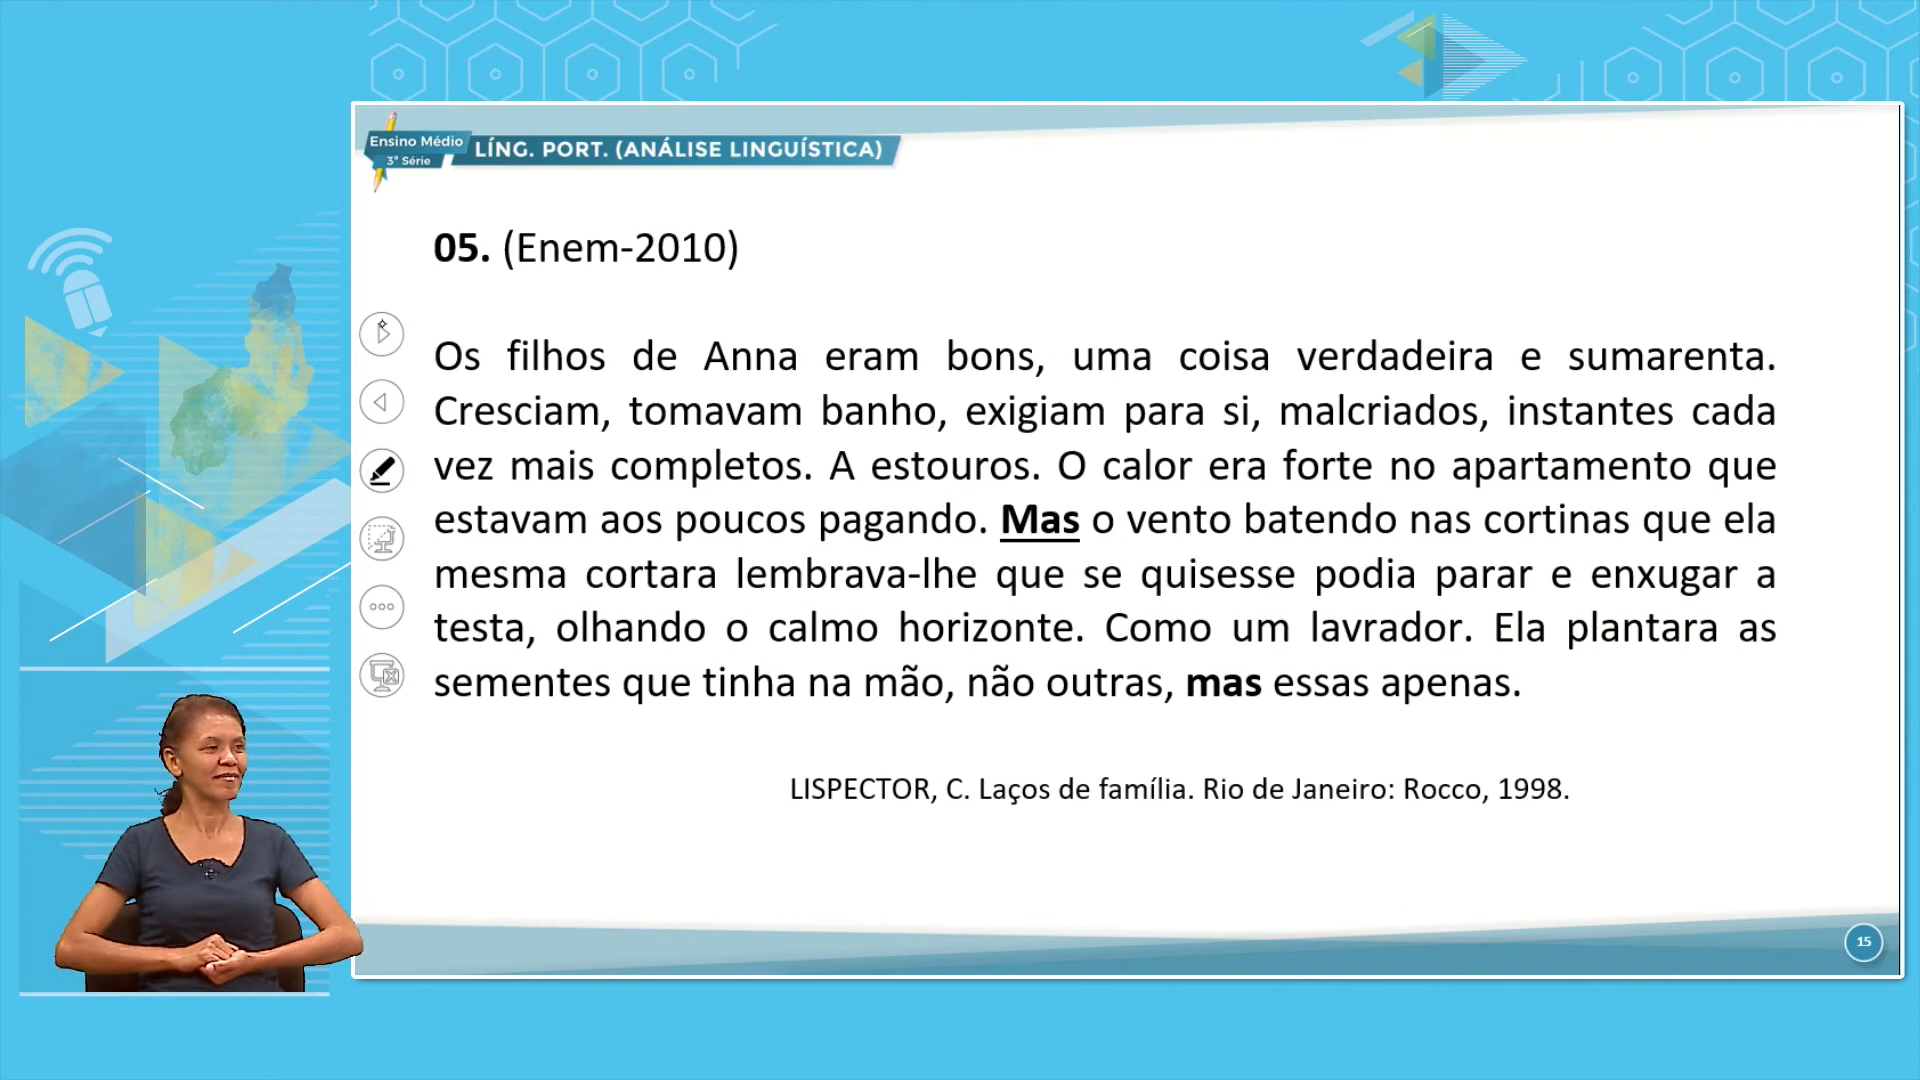 Ensino Médio
3ª Série
LÍNG. PORT. (ANÁLISE LINGUÍSTICA)
05. (Enem-2010)
Os filhos de Anna eram bons, uma coisa verdadeira e sumarenta.
Cresciam, tomavam banho, exigiam para si, malcriados, instantes cada
vez mais completos. A estouros. O calor era forte no apartamento que
estavam aos poucos pagando. Mas o vento batendo nas cortinas que ela
mesma cortara lembrava-lhe que se quisesse podia parar e enxugar a
testa, olhando o calmo horizonte. Como um lavrador. Ela plantara as
sementes que tinha na mão, não outras, mas essas apenas.
LISPECTOR, C. Laços de família. Rio de Janeiro: Rocco, 1998.
15